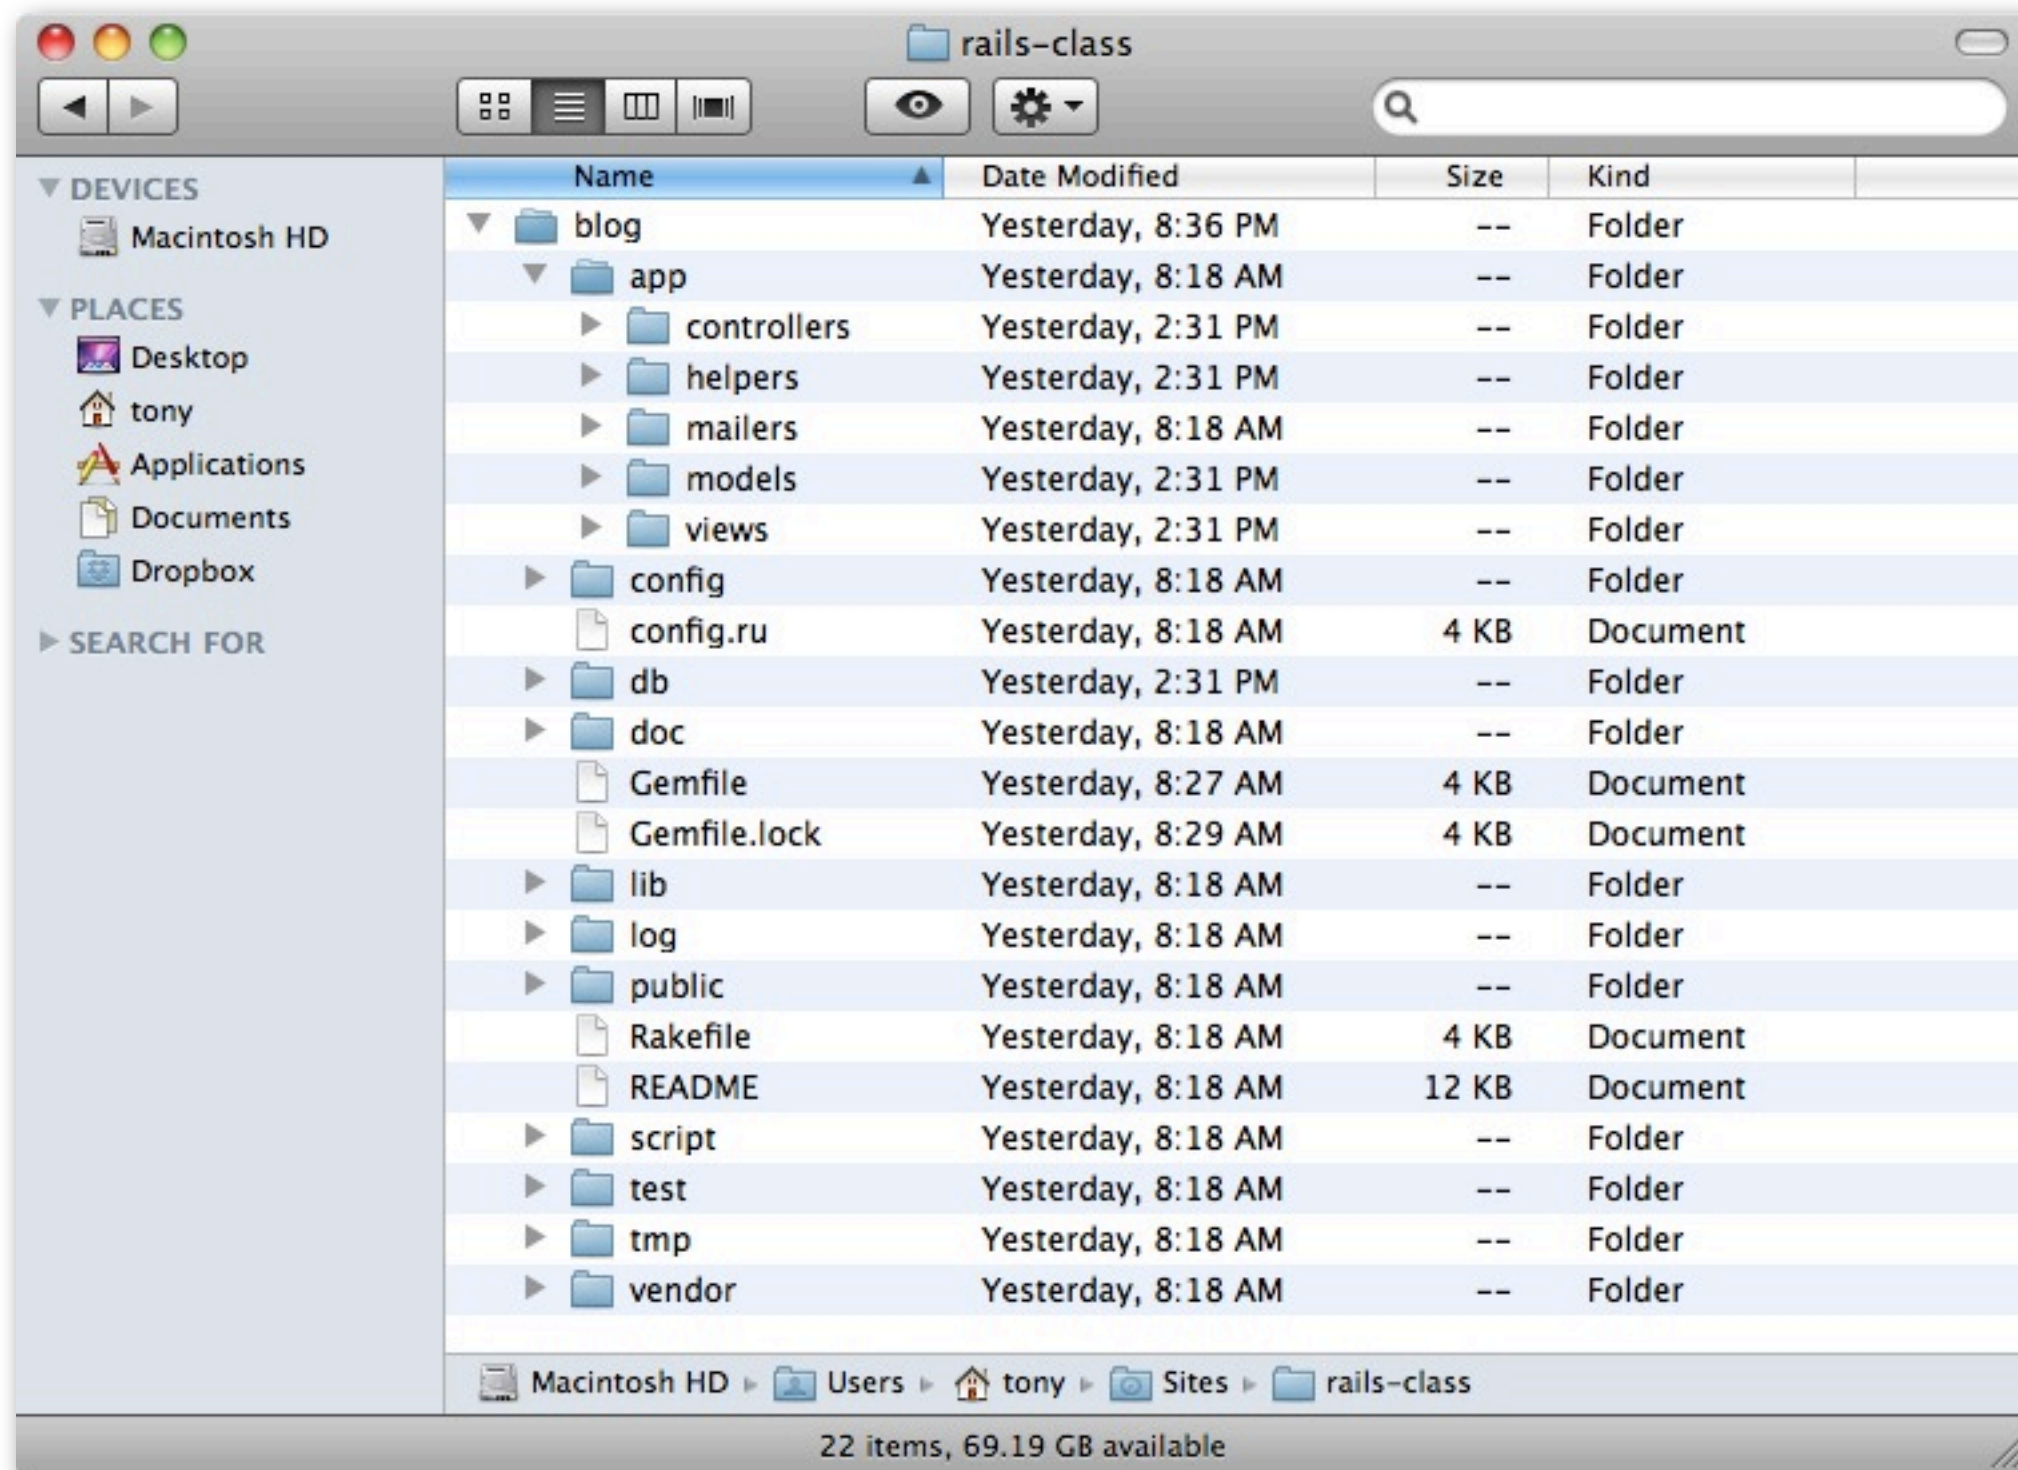 rails-class
DEVICES
Macintosh HD
PLACES
Desktop
tony
Applications
Documents
Dropbox
SEARCH FOR
Name Date Modified Size Kind
blog Yesterday, 8:36 PM -- Folder
app Yesterday, 8:18 AM -- Folder
controllers Yesterday, 2:31 PM -- Folder
helpers Yesterday, 2:31 PM -- Folder
mailers Yesterday, 8:18 AM -- Folder
models Yesterday, 2:31 PM -- Folder
views Yesterday, 2:31 PM -- Folder
config Yesterday, 8:18 AM -- Folder
config.ru Yesterday, 8:18 AM 4 KB Document
db Yesterday, 2:31 PM -- Folder
doc Yesterday, 8:18 AM -- Folder
Gemfile Yesterday, 8:27 AM 4 KB Document
Gemfile.lock Yesterday, 8:29 AM 4 KB Document
lib Yesterday, 8:18 AM -- Folder
log Yesterday, 8:18 AM -- Folder
public Yesterday, 8:18 AM -- Folder
Rakefile Yesterday, 8:18 AM 4 KB Document
README Yesterday, 8:18 AM 12 KB Document
script Yesterday, 8:18 AM -- Folder
test Yesterday, 8:18 AM -- Folder
tmp Yesterday, 8:18 AM -- Folder
vendor Yesterday, 8:18 AM -- Folder
Macintosh HD Users tony Sites rails-class
22 items, 69.19 GB available